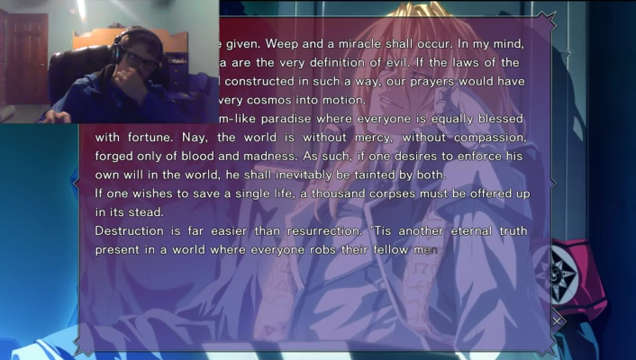 given. Weep and a miracle shall occur. In my mind,
are the very definition of evil. If the laws of the
constructed in such a way, our prayers would have
very cosmos into motion.
-like paradise where everyone is equally blessed
with fortune. Nay, the world is without mercy, without compassion,
forged only of blood and madness. As such, if one desires to enforce his
own will in the world, he shall inevitably be tainted by both.
If one wishes to save a single life, a thousand corpses must be offered up
in its stead.
Destruction is far easier than resurrection. 'Tis another eternal truth
present in a world where everyone robs their fellow men